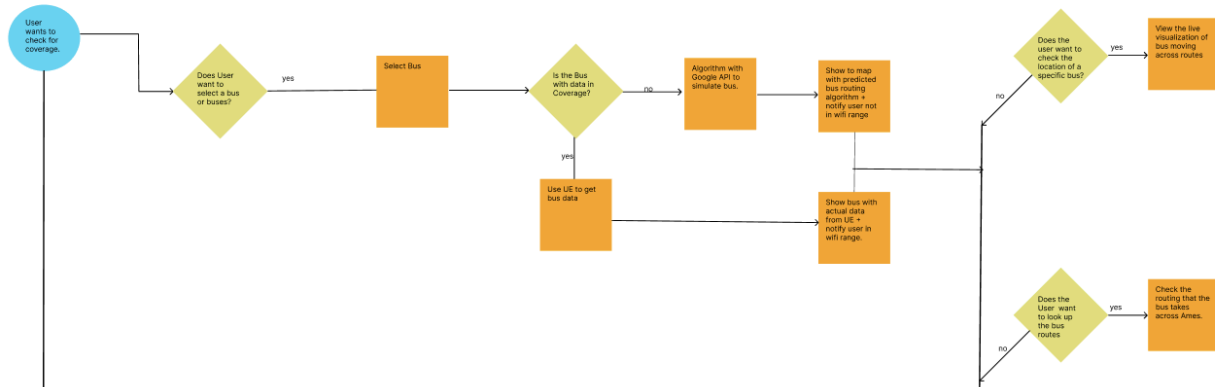 User
wants to
check for
coverage.
Does User
want to
select a bus
or buses?
yes
Select Bus
Is the Bus
with data in
Coverage?
no
yes
Use UE to get
bus data
Algorithm with
Google API to
simulate bus.
Show to map
with predicted
bus routing
algorithm +
notify user not
in wifi range
Show bus with
actual data
from UE +
notify user in
wifi range.
Does the
user want to
check the
location of a
specific bus?
yes
no
View the live
visualization of
bus moving
across routes
Does the
User want
to look up
the bus
routes
yes
no
Check the
routing that the
bus takes
across Ames.